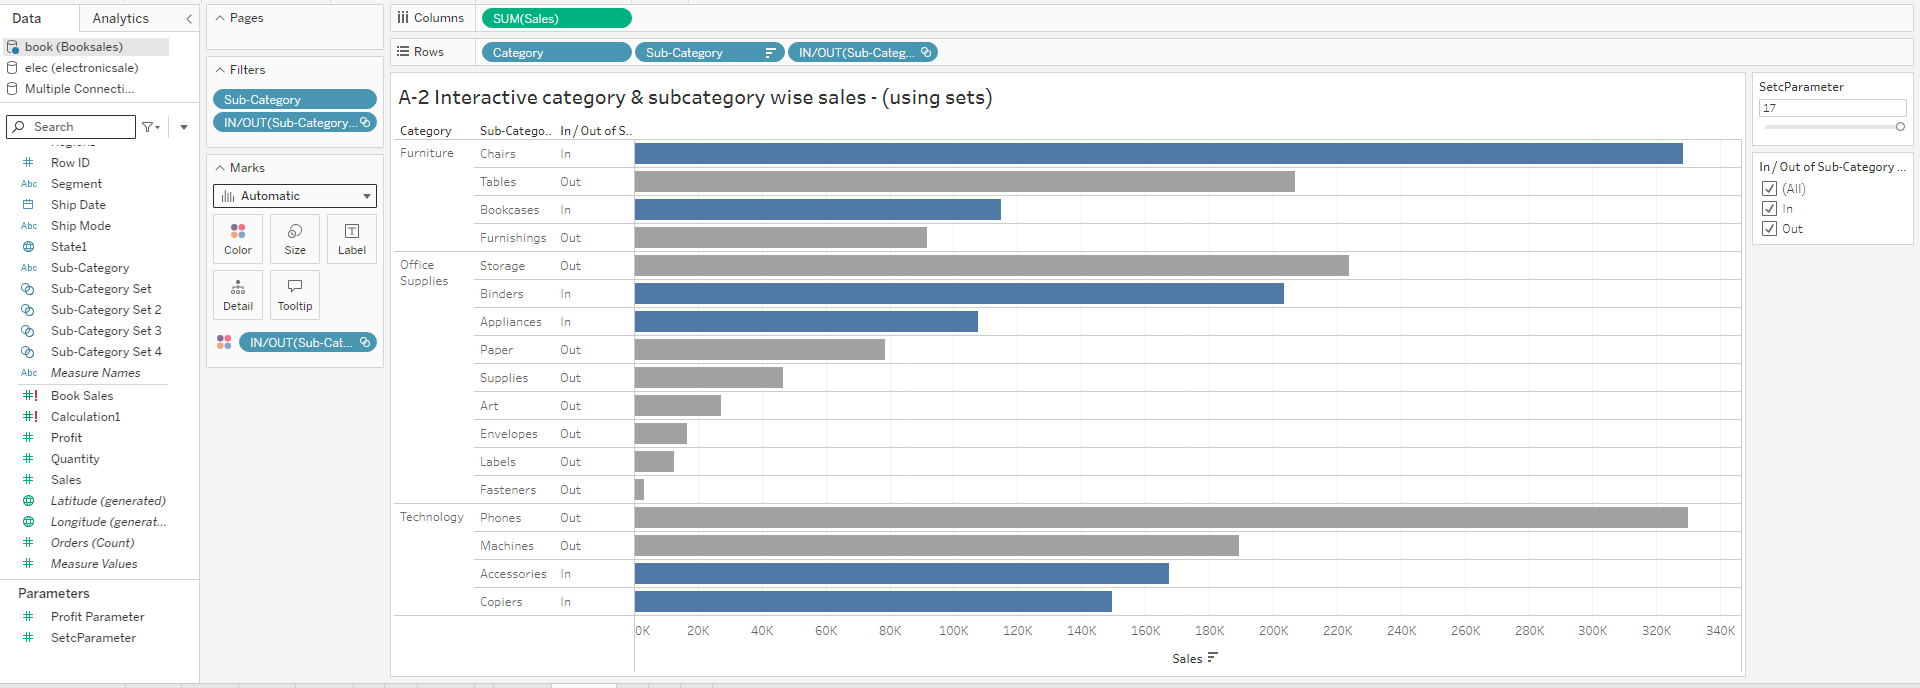 Data
Analytics
book (Booksales)
elec (electronicsale)
Multiple Connecti...
Search
Row ID
Abc Segment
Ship Date
Abc Ship Mode
State1
Abc Sub-Category
Sub-Category Set
Sub-Category Set 2
Sub-Category Set 3
Sub-Category Set 4
Abc Measure Names
Book Sales
Calculation1
Profit
Quantity
Sales
Latitude (generated)
Longitude (generat...
Orders (Count)
Measure Values
Parameters
Profit Parameter
SetcParameter
Pages
Filters
Sub-Category
IN/OUT(Sub-Category...
Marks
Automatic
Color
Size
Label
Detail
Tooltip
IN/OUT(Sub-Cat...
Columns
SUM(Sales)
Rows
Category
Sub-Category
IN/OUT(Sub-Categ...
A-2 Interactive category & subcategory wise sales - (using sets)
Category Sub-Catego.. In / Out of S..
Furniture Chairs In
Tables Out
Bookcases In
Furnishings Out
Office Supplies Storage Out
Binders In
Appliances In
Paper Out
Supplies Out
Art Out
Envelopes Out
Labels Out
Fasteners Out
Technology Phones Out
Machines Out
Accessories In
Copiers In
0K 20K 40K 60K 80K 100K 120K 140K 160K 180K 200K 220K 240K 260K 280K 300K 320K 340K
Sales
SetcParameter
17
In / Out of Sub-Category ...
(All)
In
Out